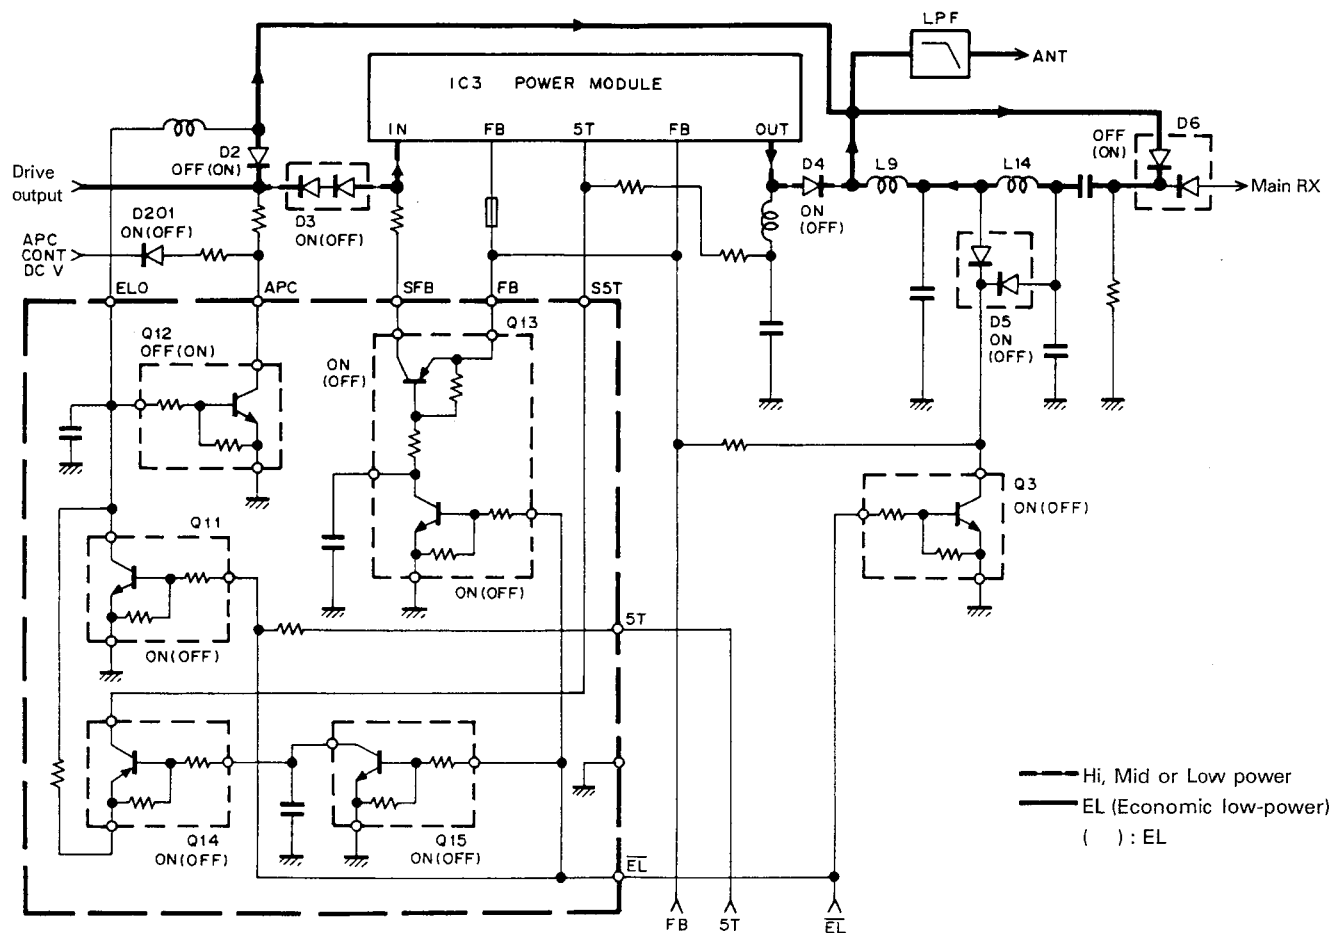 LPF
ANT
IC3 POWER MODULE
IN
FB
5T
FB
OUT
D2
OFF(ON)
Drive
output
D3
ON(OFF)
D201
ON(OFF)
APC
CONT
DC V
D4
ON
(OFF)
L9
L14
OFF
(ON)
D6
Main RX
D5
ON
(OFF)
ELO
APC
SFB
FB
S5T
Q12
OFF(ON)
Q13
ON
(OFF)
ON(OFF)
Q11
ON(OFF)
Q3
ON(OFF)
5T
Q14
ON(OFF)
Q15
ON(OFF)
EL
FB
5T
EL
Hi, Mid or Low power
EL (Economic low-power)
( ) : EL